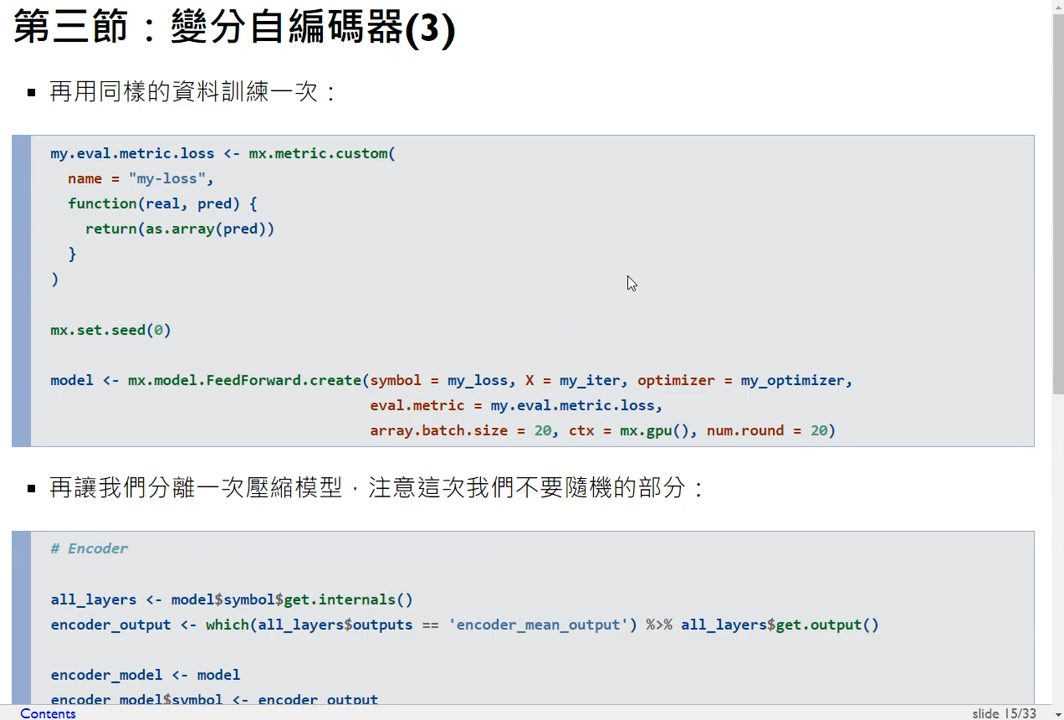 第三節：變分自編碼器(3)
再用同樣的資料訓練一次：
my.eval.metric.loss <- mx.metric.custom(
name = "my-loss",
function(real, pred) {
return(as.array(pred))
}
)
mx.set.seed(0)
model <- mx.model.FeedForward.create(symbol = my_loss, X = my_iter, optimizer = my_optimizer,
eval.metric = my.eval.metric.loss,
array.batch.size = 20, ctx = mx.gpu(), num.round = 20)
再讓我們分離一次壓縮模型，注意這次我們不要隨機的部分：
# Encoder
all_layers <- model$symbol$get.internals()
encoder_output <- which(all_layers$outputs == 'encoder_mean_output') %>% all_layers$get.output()
encoder_model <- model
encoder_model$symbol <- encoder_output
Contents
slide 15/33